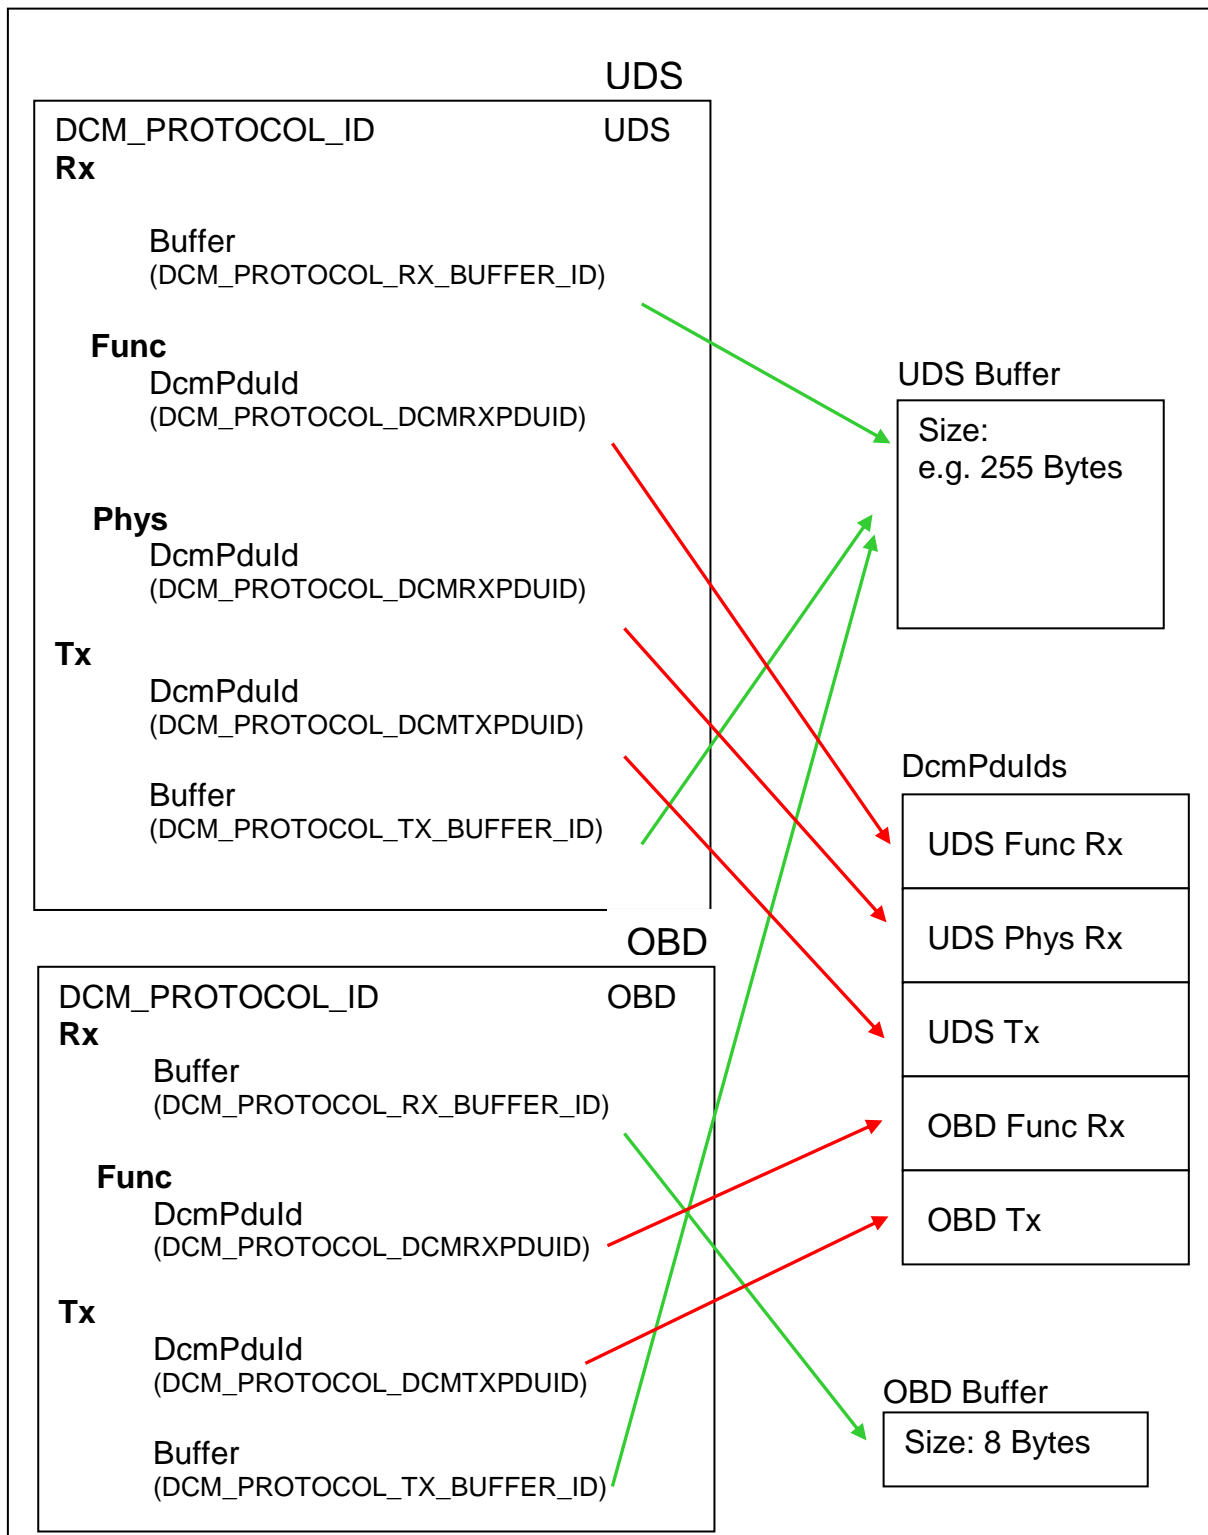 UDS
DCM_PROTOCOL_ID UDS
Rx
Buffer
(DCM_PROTOCOL_RX_BUFFER_ID)
Func
DcmPduId
(DCM_PROTOCOL_DCMRXPDUID)
Phys
DcmPduId
(DCM_PROTOCOL_DCMRXPDUID)
Tx
DcmPduId
(DCM_PROTOCOL_DCMTXPDUID)
Buffer
(DCM_PROTOCOL_TX_BUFFER_ID)
UDS Buffer
Size:
e.g. 255 Bytes
DcmPduIds
UDS Func Rx
UDS Phys Rx
UDS Tx
OBD Func Rx
OBD Tx
OBD
DCM_PROTOCOL_ID OBD
Rx
Buffer
(DCM_PROTOCOL_RX_BUFFER_ID)
Func
DcmPduId
(DCM_PROTOCOL_DCMRXPDUID)
Tx
DcmPduId
(DCM_PROTOCOL_DCMTXPDUID)
Buffer
(DCM_PROTOCOL_TX_BUFFER_ID)
OBD Buffer
Size: 8 Bytes